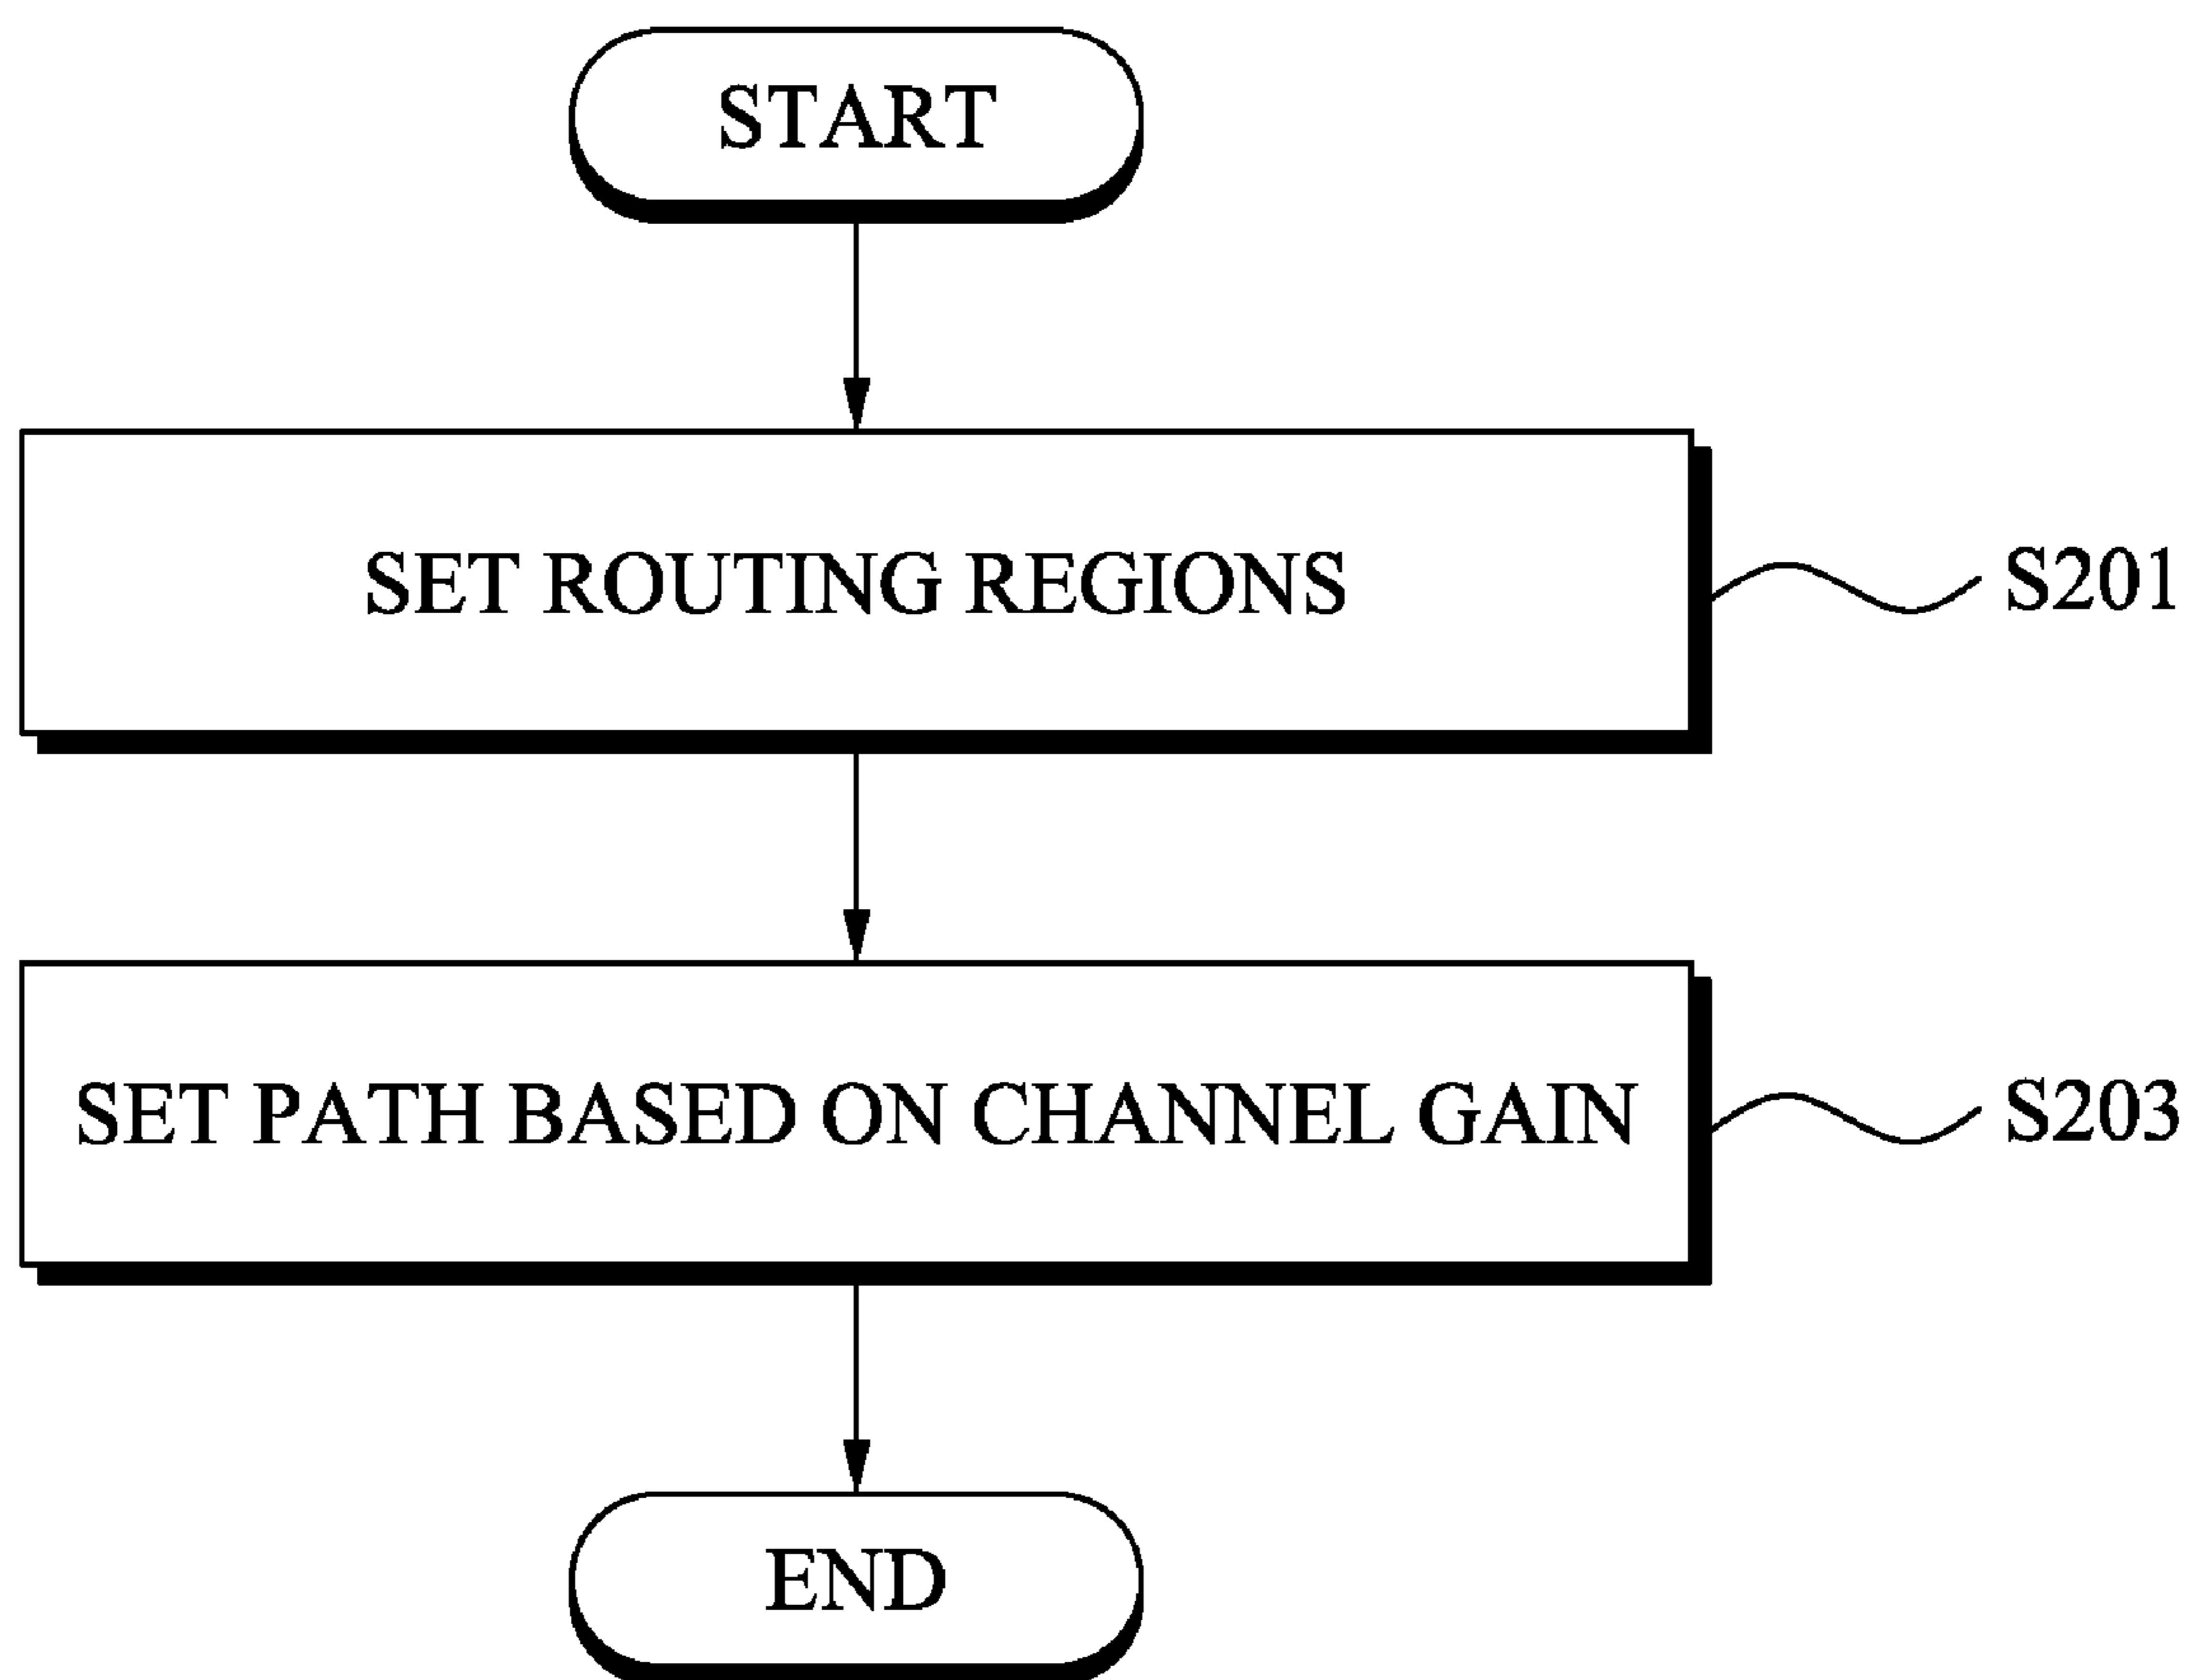 START
SET ROUTING REGIONS
S201
SET PATH BASED ON CHANNEL GAIN
S203
END